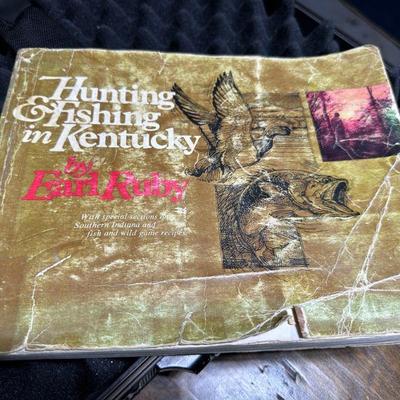 Hunting
& Fishing
in Kentucky
by
Earl Ruby
With special sections on
Southern Indiana and
fish and wild game recipes